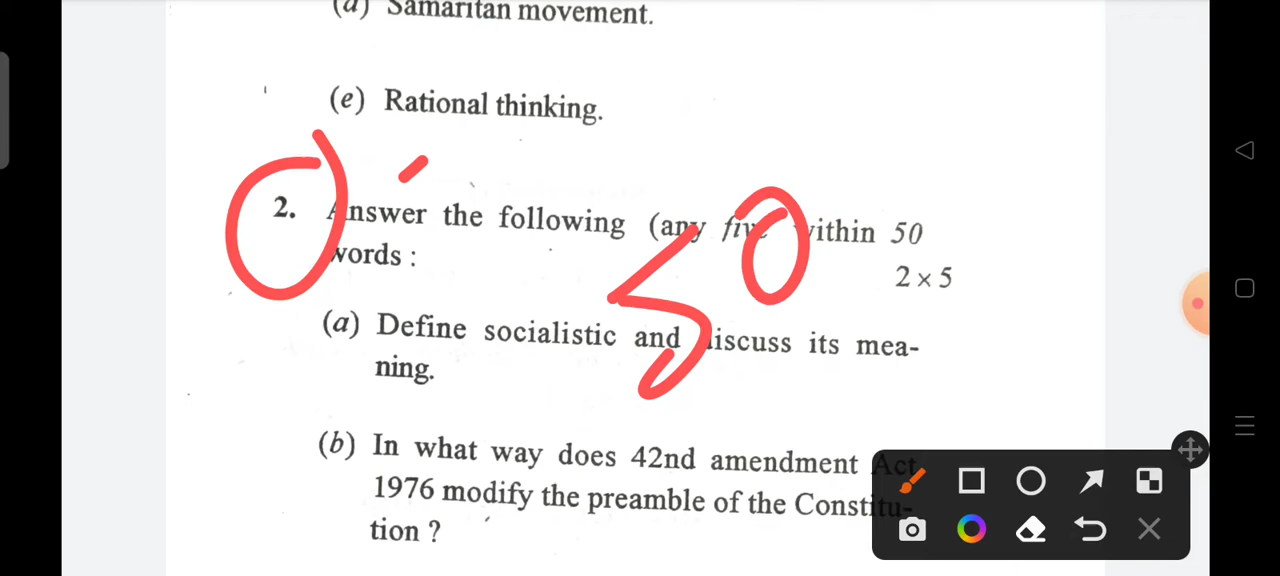 (d) Samaritan movement.
(e) Rational thinking.
2. Answer the following (any five within 50
words :
2 × 5
(a) Define socialistic and discuss its mea-
ning.
(b) In what way does 42nd amendment Act
1976 modify the preamble of the Constitu-
tion ?
50